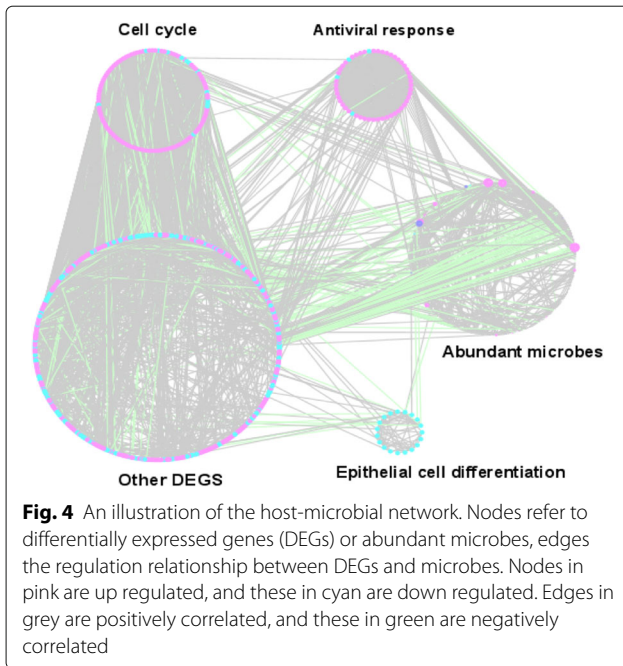 Cell cycle
Antiviral response
Abundant microbes
Epithelial cell differentiation
Other DEGS
Fig. 4 An illustration of the host-microbial network. Nodes refer to
differentially expressed genes (DEGs) or abundant microbes, edges
the regulation relationship between DEGs and microbes. Nodes in
pink are up regulated, and these in cyan are down regulated. Edges in
grey are positively correlated, and these in green are negatively
correlated